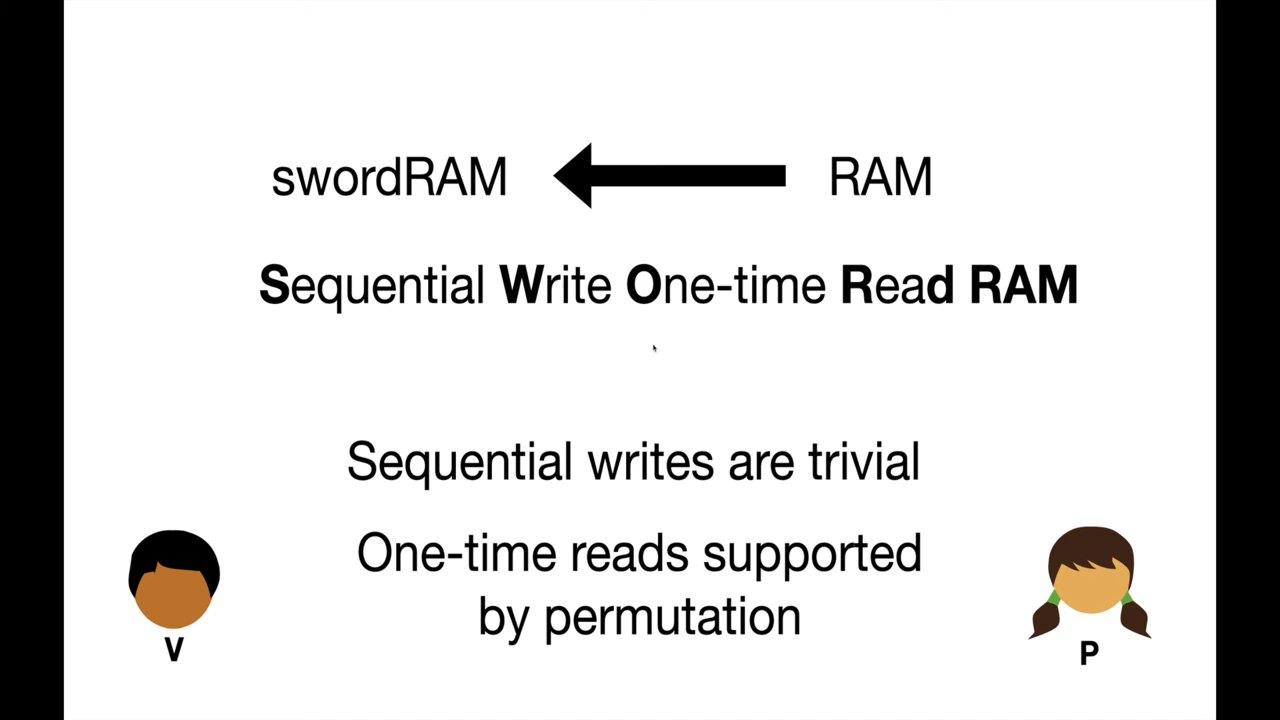 swordRAM RAM
Sequential Write One-time Read RAM
Sequential writes are trivial
One-time reads supported
by permutation
V
P